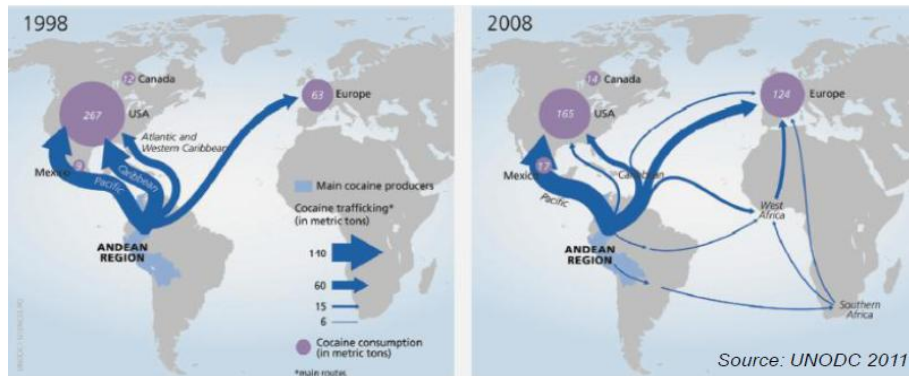 1998
12
Canada
267
USA
63
Europe
Atlantic and
Western Caribbean
Mexico
9
Pacific
Caribbean
ANDEAN
REGION
Main cocaine producers
Cocaine trafficking*
(in metric tons)
60
15
6
Cocaine consumption
(in metric tons)
*main routes
2008
14
Canada
165
USA
124
Europe
Mexico
17
Pacific
Caribbean
ANDEAN
REGION
West
Africa
Southern
Africa
Source: UNODC 2011